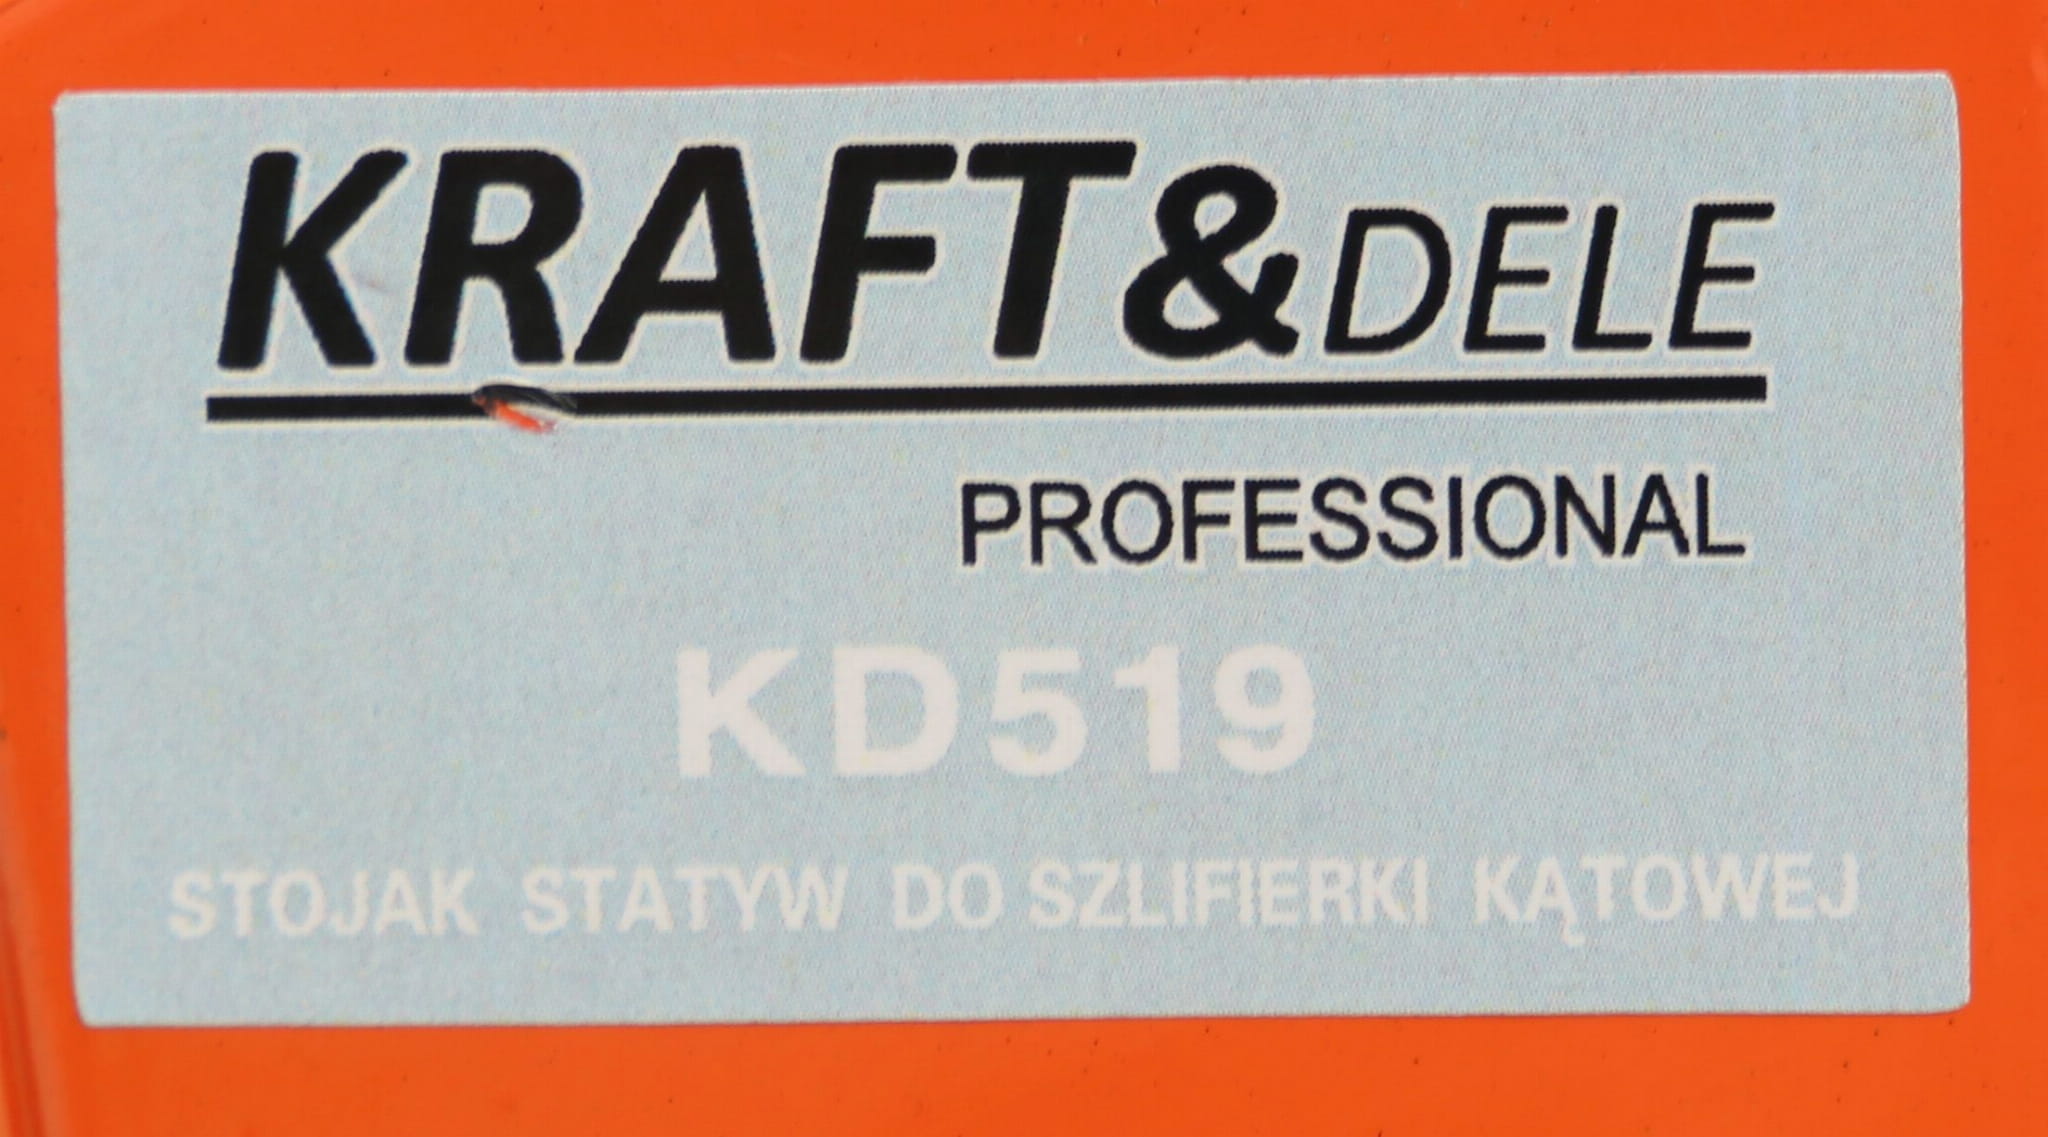 KRAFT&DELE
PROFESSIONAL
KD519
STOJAK STATYW DO SZLIFIERKI KĄTOWEJ